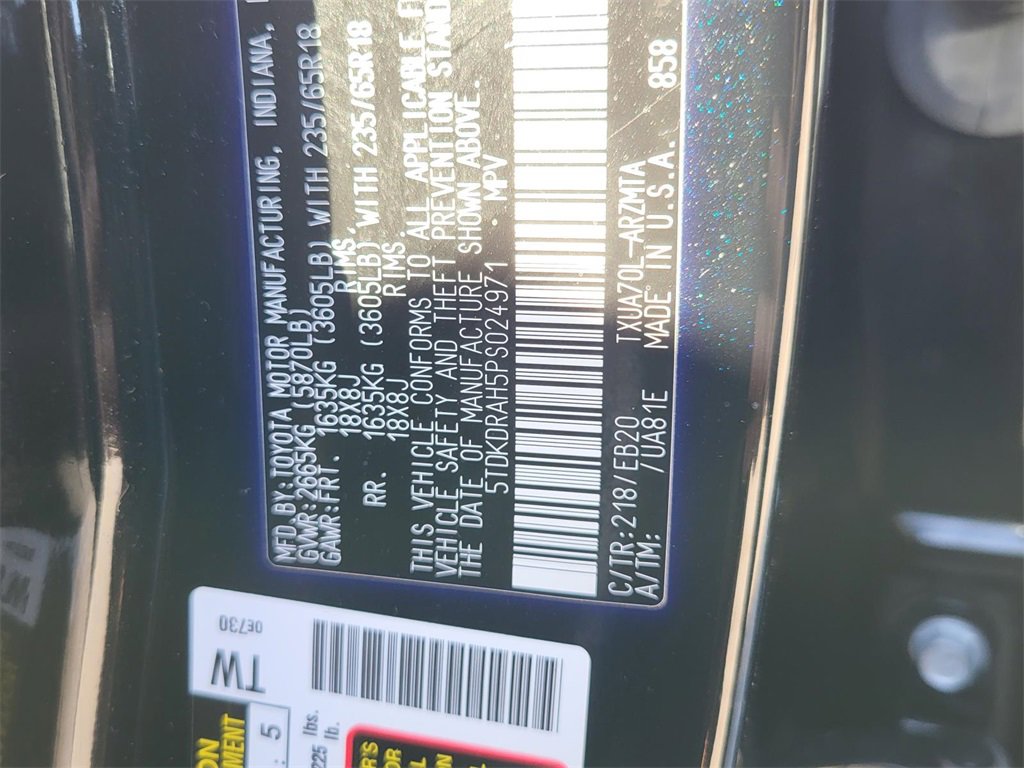 MFD.BY:TOYOTA MOTOR MANUFACTURING, INDIANA,
GVWR:2665KG(5870LB)
GAWR:FRT. 1635KG (3605LB) WITH 235/65R18
18X8J RIMS,
RR. 1635KG (3605LB) WITH 235/65R18
18X8J RIMS,
THIS VEHICLE CONFORMS TO ALL APPLICABLE
VEHICLE SAFETY AND THEFT PREVENTION
THE DATE OF MANUFACTURE SHOWN ABOVE.
5TDKDRAH5PS024971 MPV
C/TR:218/EB20 TXUA70L-ARZMTA
A/TM: /UA81E MADE IN U.S.A. 858
TW 0E730
: 5
lbs.
lb.